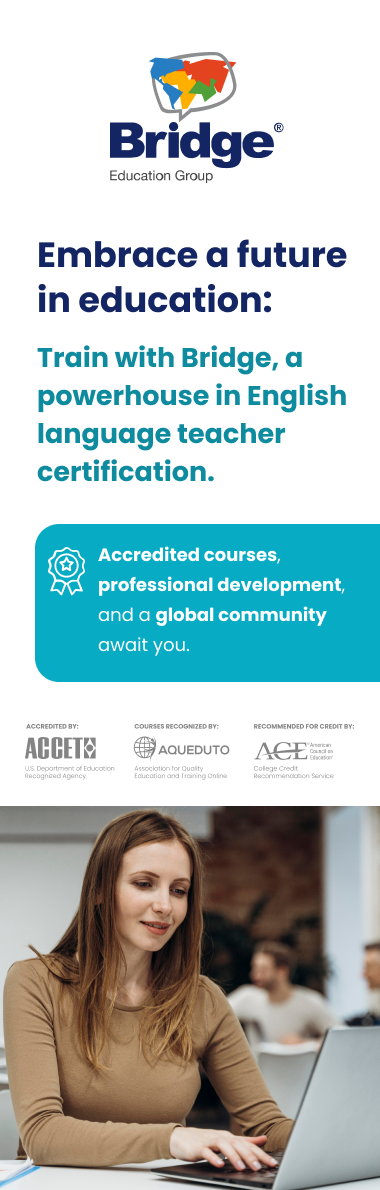 Bridge®
Education Group
Embrace a future
in education:
Train with Bridge, a
powerhouse in English
language teacher
certification.
Accredited courses,
professional development,
and a global community
await you.
ACCREDITED BY:
ACCET
U.S. Department of Education
Recognized Agency
COURSES RECOGNIZED BY:
AQUEDUTO
Association for Quality
Education and Training Online
RECOMMENDED FOR CREDIT BY:
ACE
American
Council on
Education
College Credit
Recommendation Service